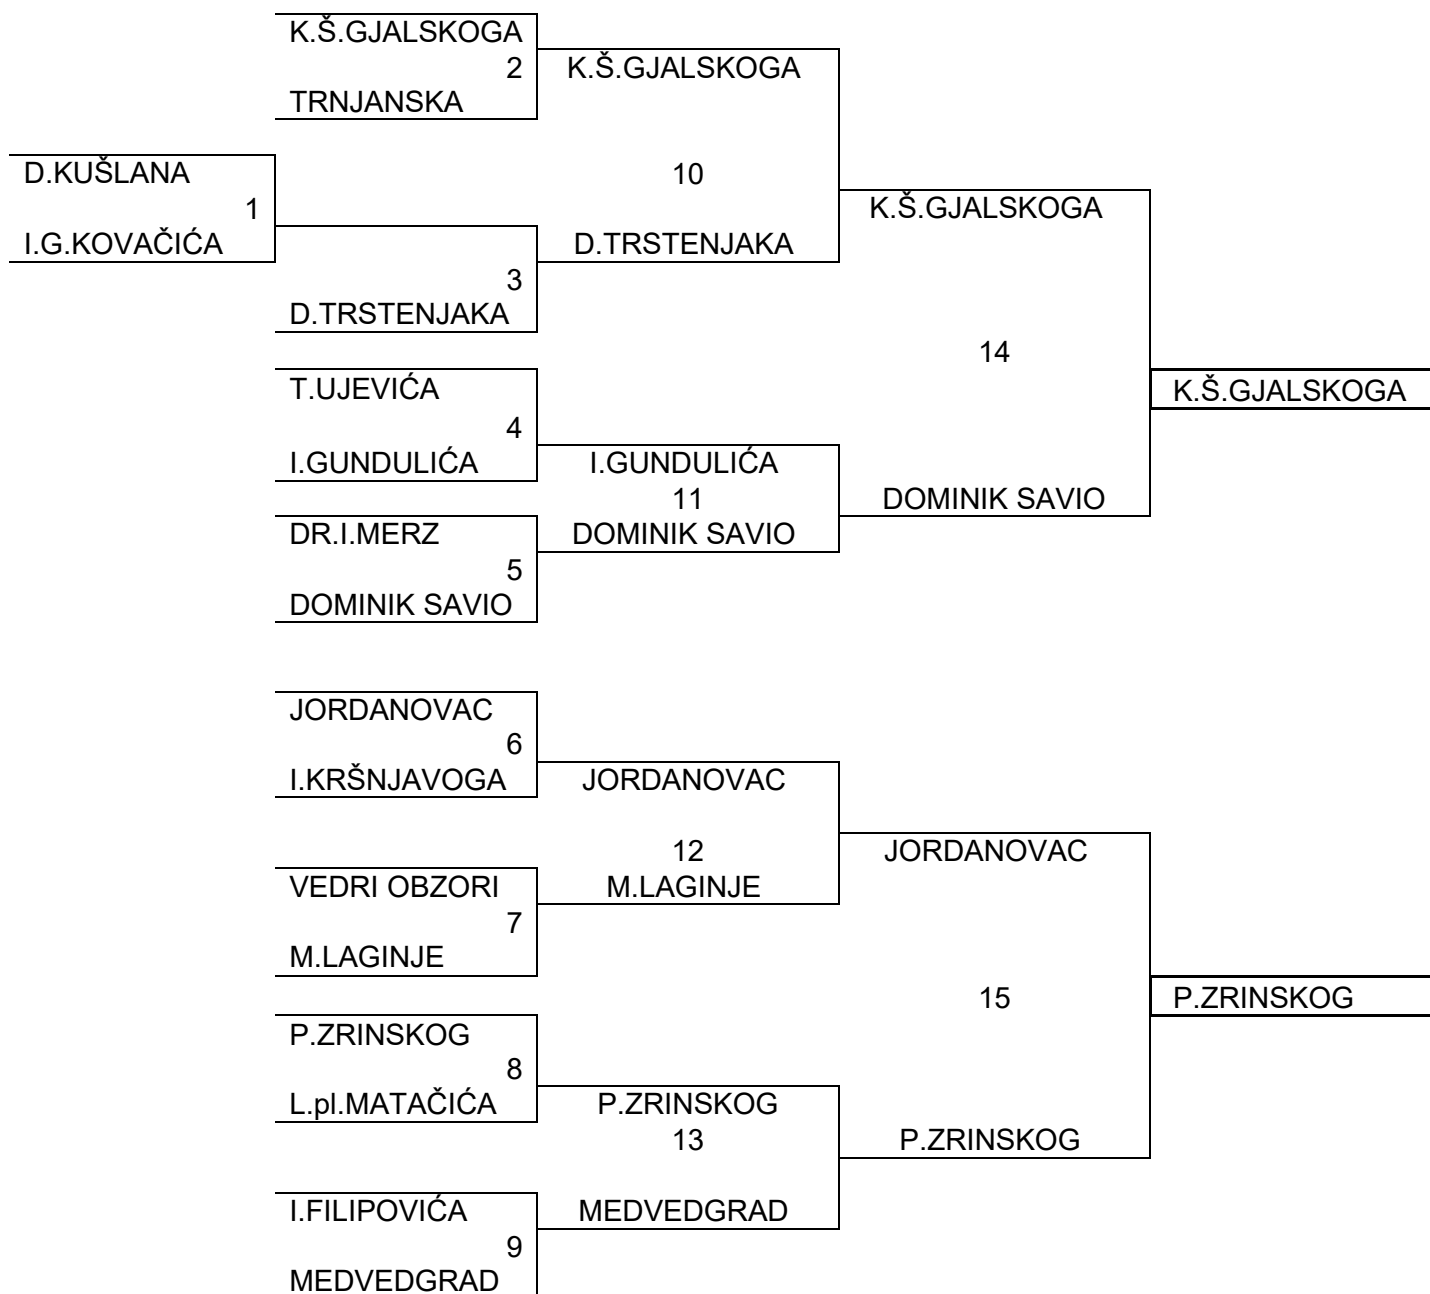 K.Š.GJALSKOGA
2
K.Š.GJALSKOGA
TRNJANSKA
D.KUŠLANA
10
1
K.Š.GJALSKOGA
I.G.KOVAČIĆA
D.TRSTENJAKA
3
D.TRSTENJAKA
14
T.UJEVIĆA
K.Š.GJALSKOGA
4
I.GUNDULIĆA
I.GUNDULIĆA
11
DOMINIK SAVIO
DR.I.MERZ
DOMINIK SAVIO
5
DOMINIK SAVIO
JORDANOVAC
6
I.KRŠNJAVOGA
JORDANOVAC
12
JORDANOVAC
VEDRI OBZORI
M.LAGINJE
7
M.LAGINJE
15
P.ZRINSKOG
P.ZRINSKOG
8
L.pl.MATAČIĆA
P.ZRINSKOG
13
P.ZRINSKOG
I.FILIPOVIĆA
MEDVEDGRAD
9
MEDVEDGRAD